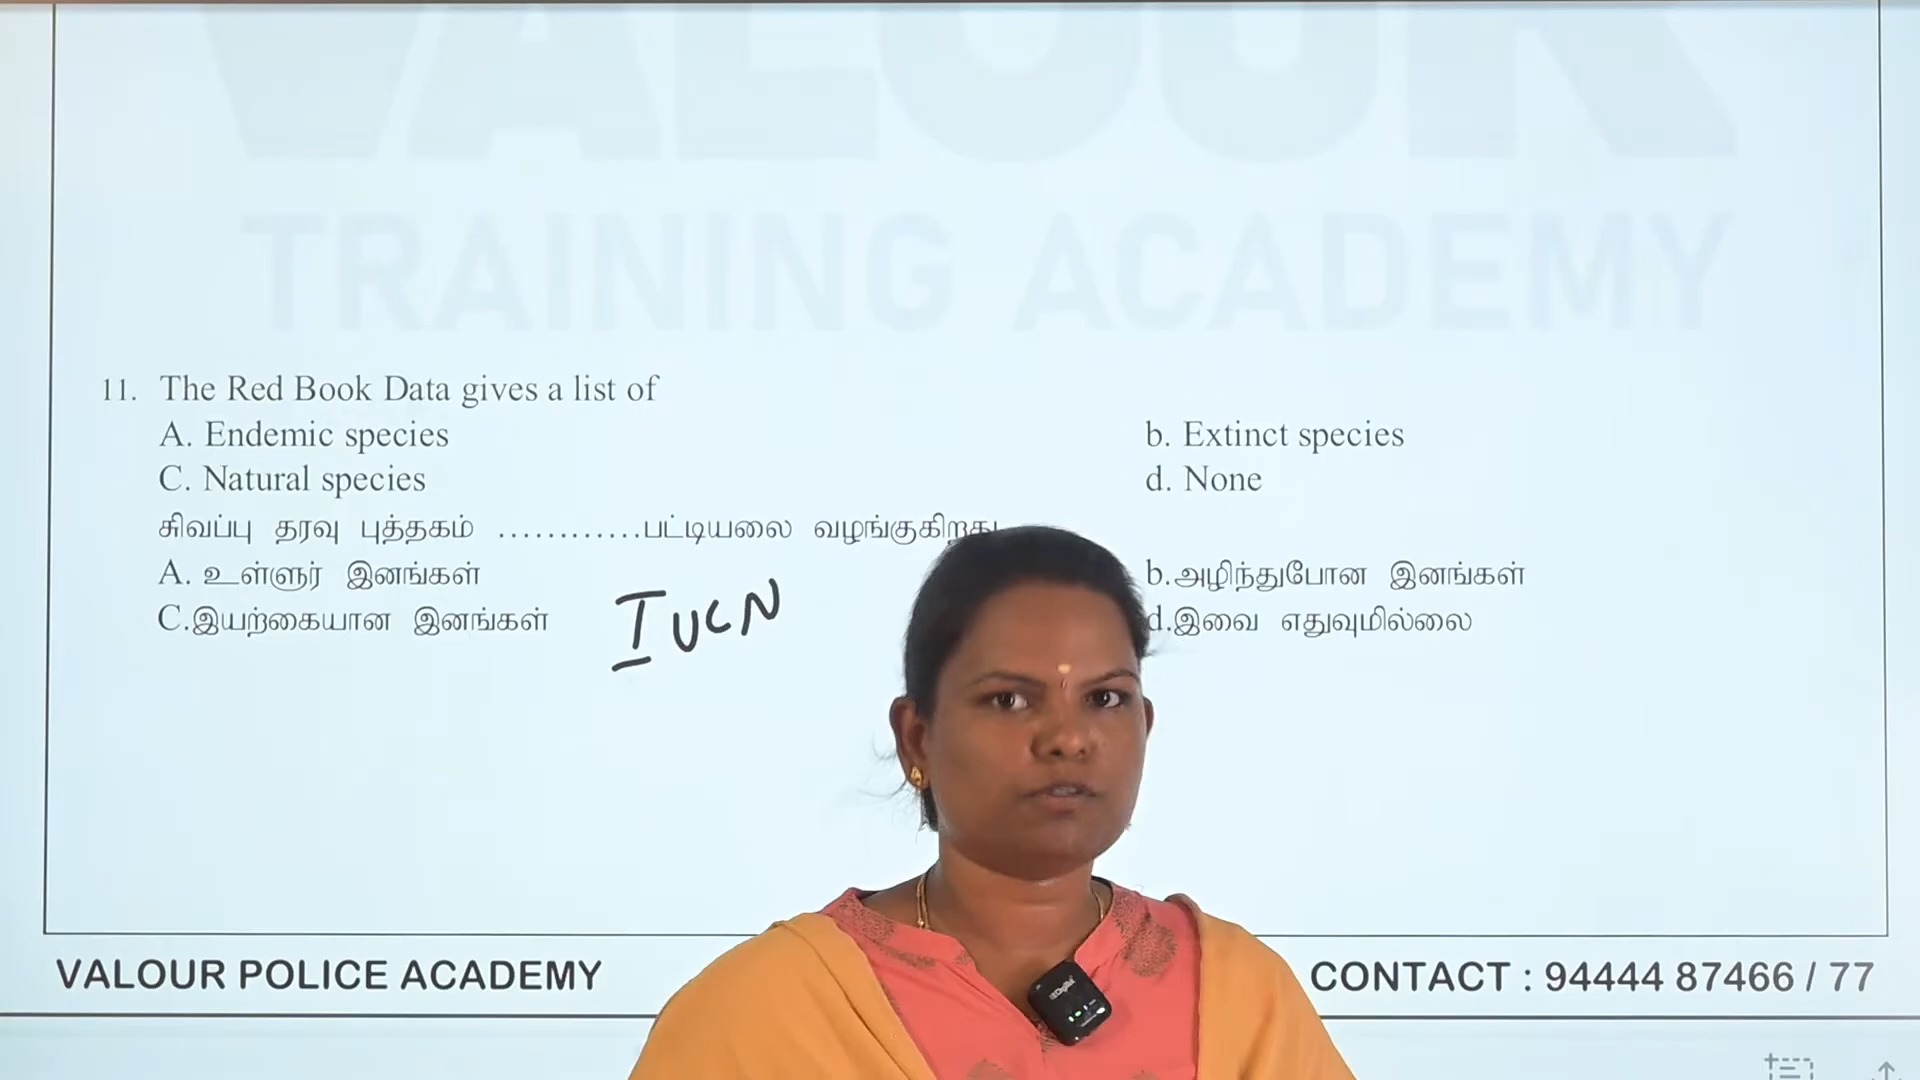 VALOUR
TRAINING ACADEMY
11. The Red Book Data gives a list of
A. Endemic species b. Extinct species
C. Natural species d. None
சிவப்பு தரவு புத்தகம் ............பட்டியலை வழங்குகிறது
A. உள்ளுர் இனங்கள் b.அழிந்துபோன இனங்கள்
C.இயற்கையான இனங்கள் d.இவை எதுவுமில்லை
IUCN
VALOUR POLICE ACADEMY CONTACT : 94444 87466 / 77